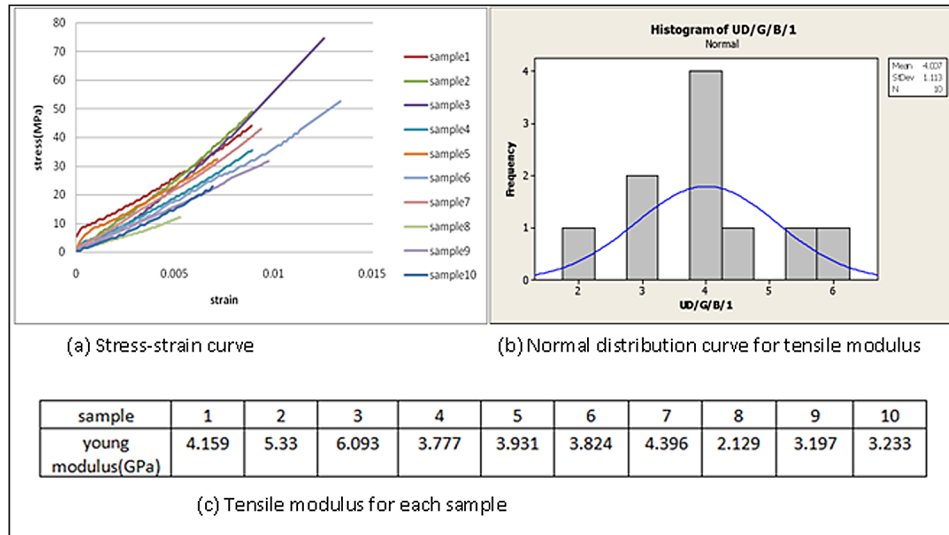 80
70
60
50
40
30
20
10
0
stress(MPa)
0 0.005 0.01 0.015
strain
sample1
sample2
sample3
sample4
sample5
sample6
sample7
sample8
sample9
sample10
Histogram of UD/G/B/1
Normal
Mean 4.007
StDev 1.113
N 10
4
3
2
1
0
Frequency
2 3 4 5 6
UD/G/B/1
(a) Stress-strain curve
(b) Normal distribution curve for tensile modulus
sample 1 2 3 4 5 6 7 8 9 10
young 4.159 5.33 6.093 3.777 3.931 3.824 4.396 2.129 3.197 3.233
modulus(GPa)
(c) Tensile modulus for each sample